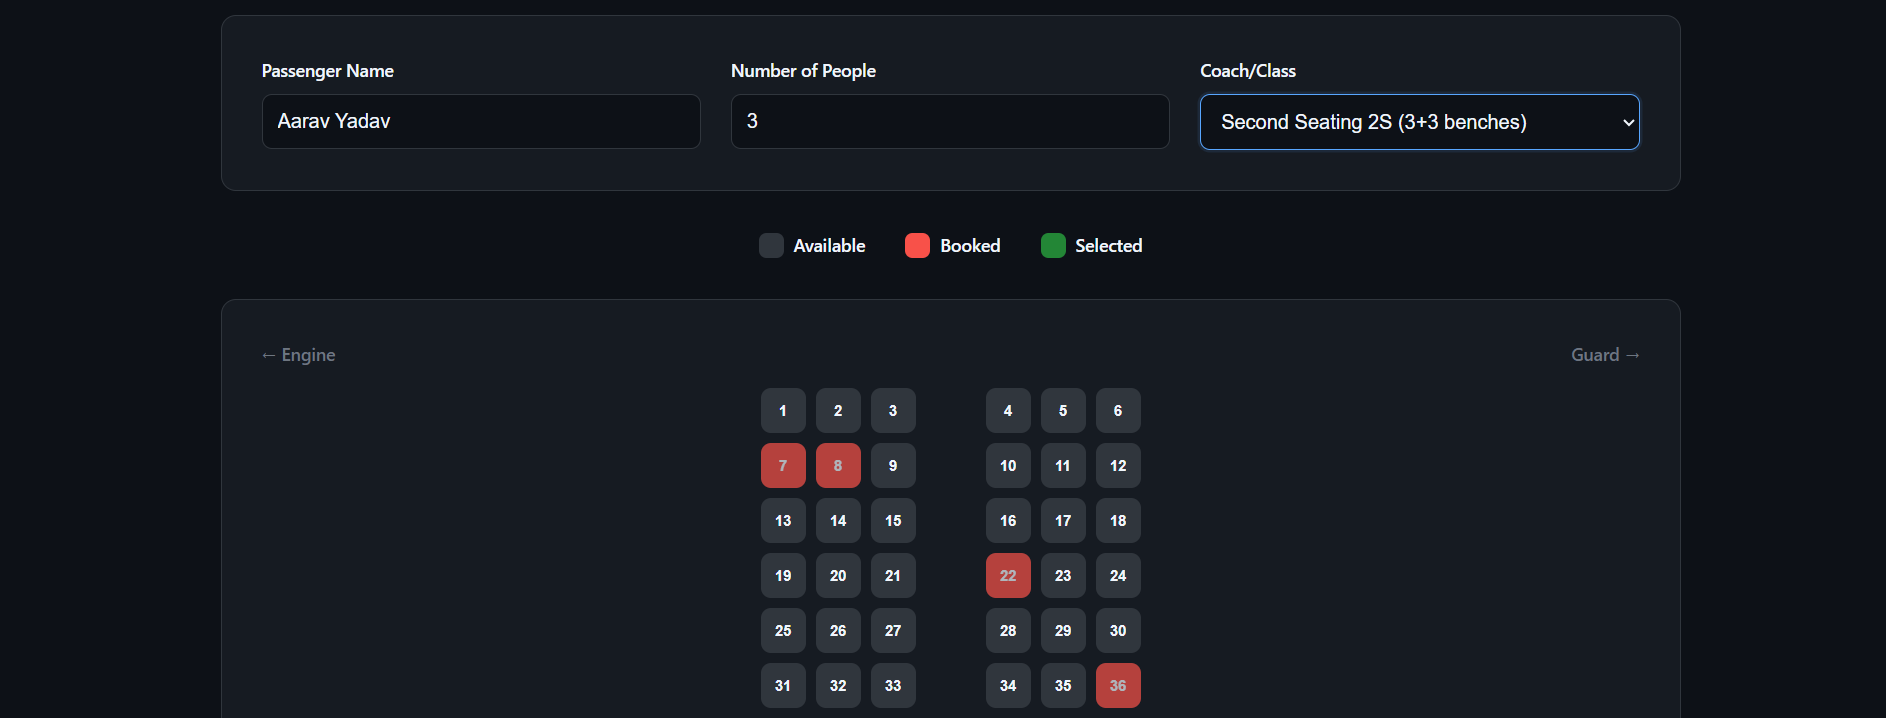 Passenger Name Number of People Coach/Class
Aarav Yadav 3 Second Seating 2S (3+3 benches)
Available Booked Selected
← Engine Guard →
1 2 3 4 5 6
7 8 9 10 11 12
13 14 15 16 17 18
19 20 21 22 23 24
25 26 27 28 29 30
31 32 33 34 35 36